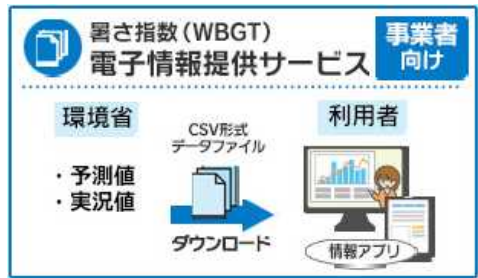 暑さ指数(WBGT)
電子情報提供サービス
事業者
向け
環境省
・予測値
・実況値
CSV形式
データファイル
ダウンロード
利用者
情報アプリ